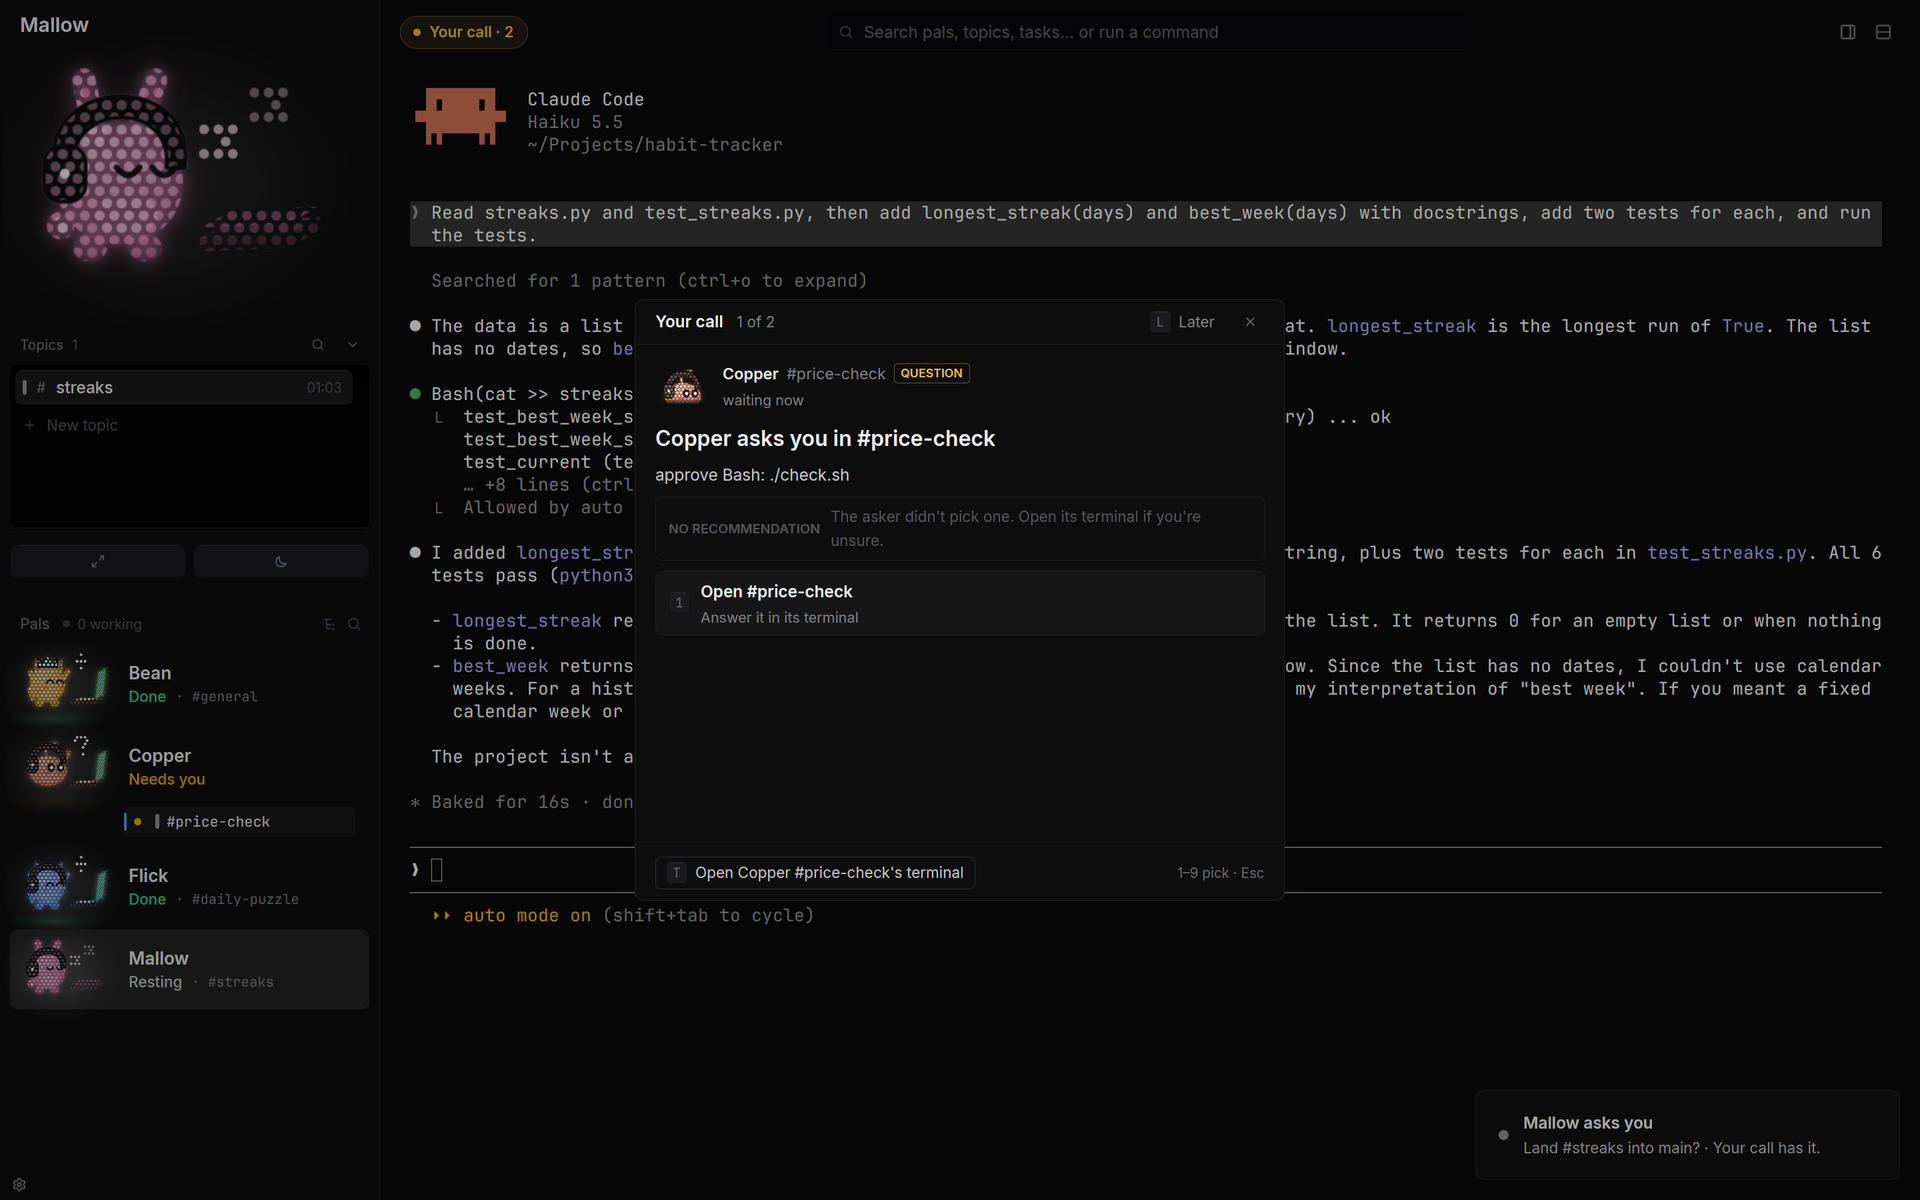 Mallow
Your call · 2
Search pals, topics, tasks... or run a command
Claude Code
Haiku 5.5
~/Projects/habit-tracker
❯ Read streaks.py and test_streaks.py, then add longest_streak(days) and best_week(days) with docstrings, add two tests for each, and run
the tests.
Searched for 1 pattern (ctrl+o to expand)
Topics 1
# streaks 01:03
+ New topic
Pals 0 working
Bean
Done · #general
Copper
Needs you
#price-check
Flick
Done · #daily-puzzle
Mallow
Resting · #streaks
● The data is a list
at. longest_streak is the longest run of True. The list
has no dates, so be
indow.
● Bash(cat >> streaks
test_best_week_s
ry) ... ok
test_best_week_s
test_current (te
… +8 lines (ctrl
Allowed by auto
● I added longest_str
tring, plus two tests for each in test_streaks.py. All 6
tests pass (python3
- longest_streak re
the list. It returns 0 for an empty list or when nothing
is done.
- best_week returns
ow. Since the list has no dates, I couldn't use calendar
weeks. For a hist
my interpretation of "best week". If you meant a fixed
calendar week or
The project isn't a
* Baked for 16s · don
❯
auto mode on (shift+tab to cycle)
Your call 1 of 2
L Later
Copper #price-check QUESTION
waiting now
Copper asks you in #price-check
approve Bash: ./check.sh
NO RECOMMENDATION The asker didn't pick one. Open its terminal if you're
unsure.
1 Open #price-check
Answer it in its terminal
T Open Copper #price-check's terminal
1–9 pick · Esc
Mallow asks you
Land #streaks into main? · Your call has it.